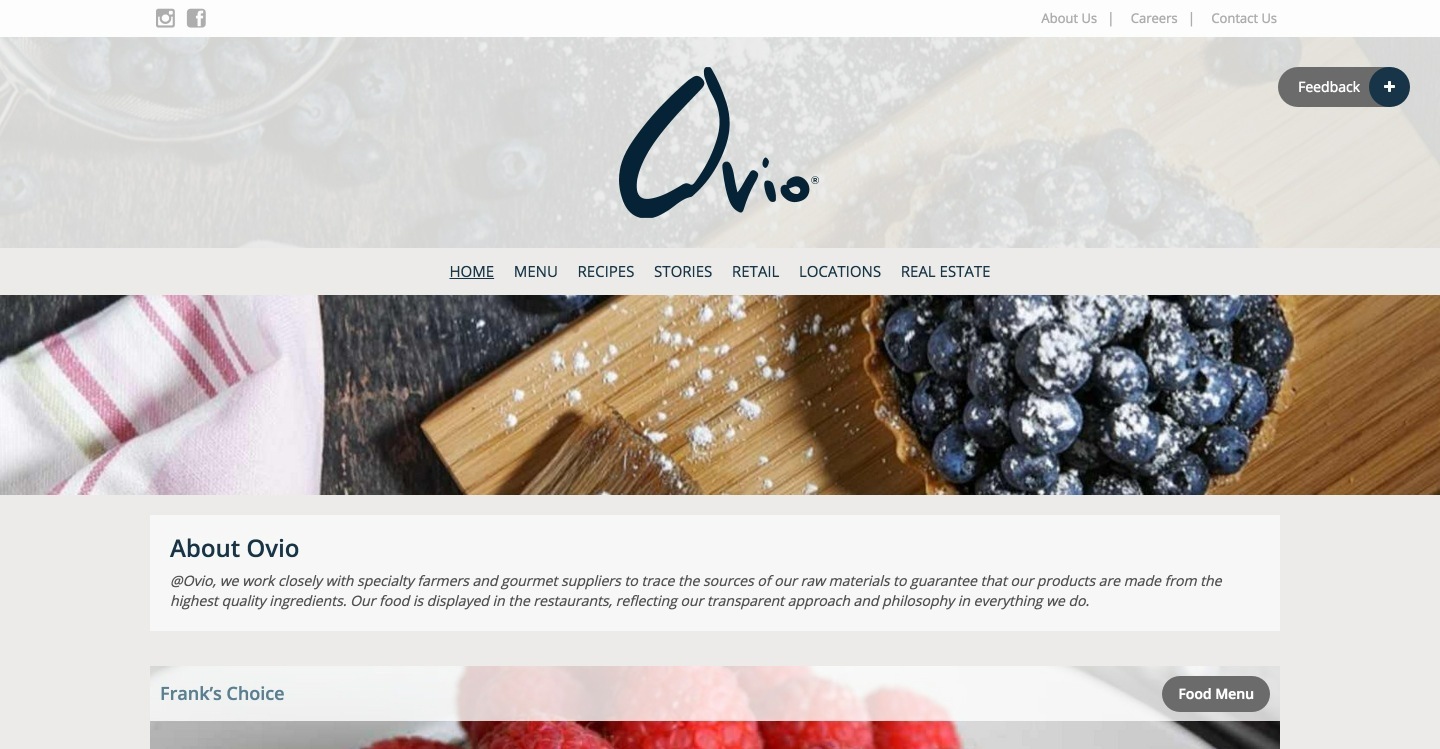 About Us | Careers | Contact Us
Feedback +
Ovio®
HOME MENU RECIPES STORIES RETAIL LOCATIONS REAL ESTATE
About Ovio
@Ovio, we work closely with specialty farmers and gourmet suppliers to trace the sources of our raw materials to guarantee that our products are made from the
highest quality ingredients. Our food is displayed in the restaurants, reflecting our transparent approach and philosophy in everything we do.
Frank’s Choice
Food Menu